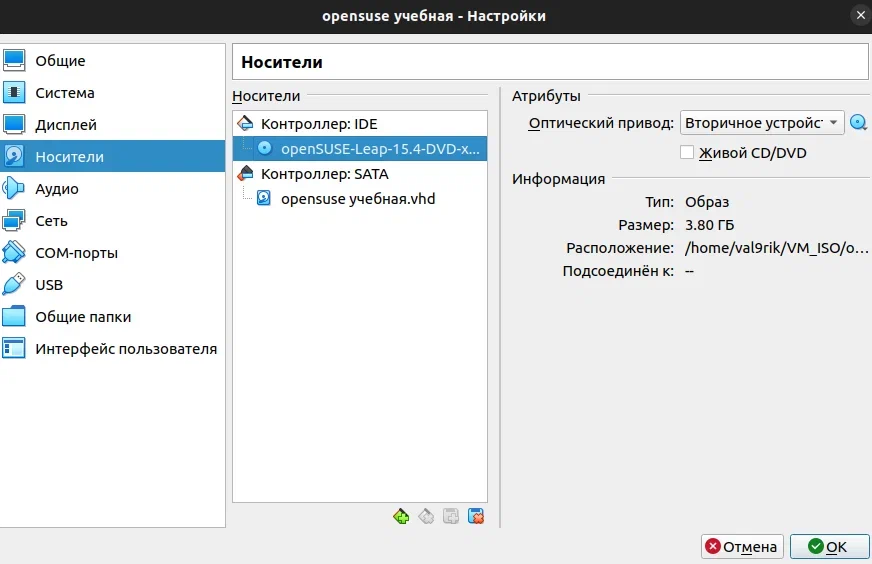 opensuse учебная - Настройки
Общие
Система
Дисплей
Носители
Аудио
Сеть
COM-порты
USB
Общие папки
Интерфейс пользователя
Носители
Носители
Контроллер: IDE
openSUSE-Leap-15.4-DVD-x...
Контроллер: SATA
opensuse учебная.vhd
Атрибуты
Оптический привод: Вторичное устройст
Живой CD/DVD
Информация
Тип: Образ
Размер: 3.80 ГБ
Расположение: /home/val9rik/VM_ISO/o...
Подсоединён к: --
Отмена
OK